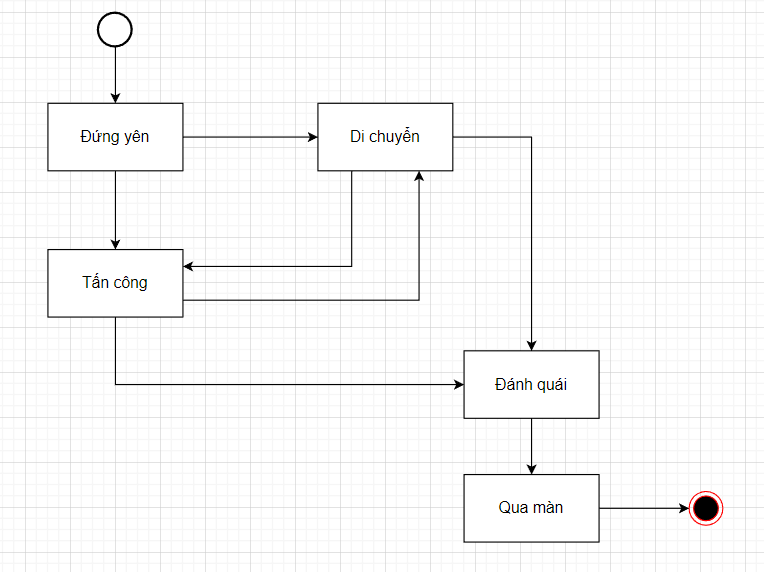 Đứng yên
Di chuyển
Tấn công
Đánh quái
Qua màn